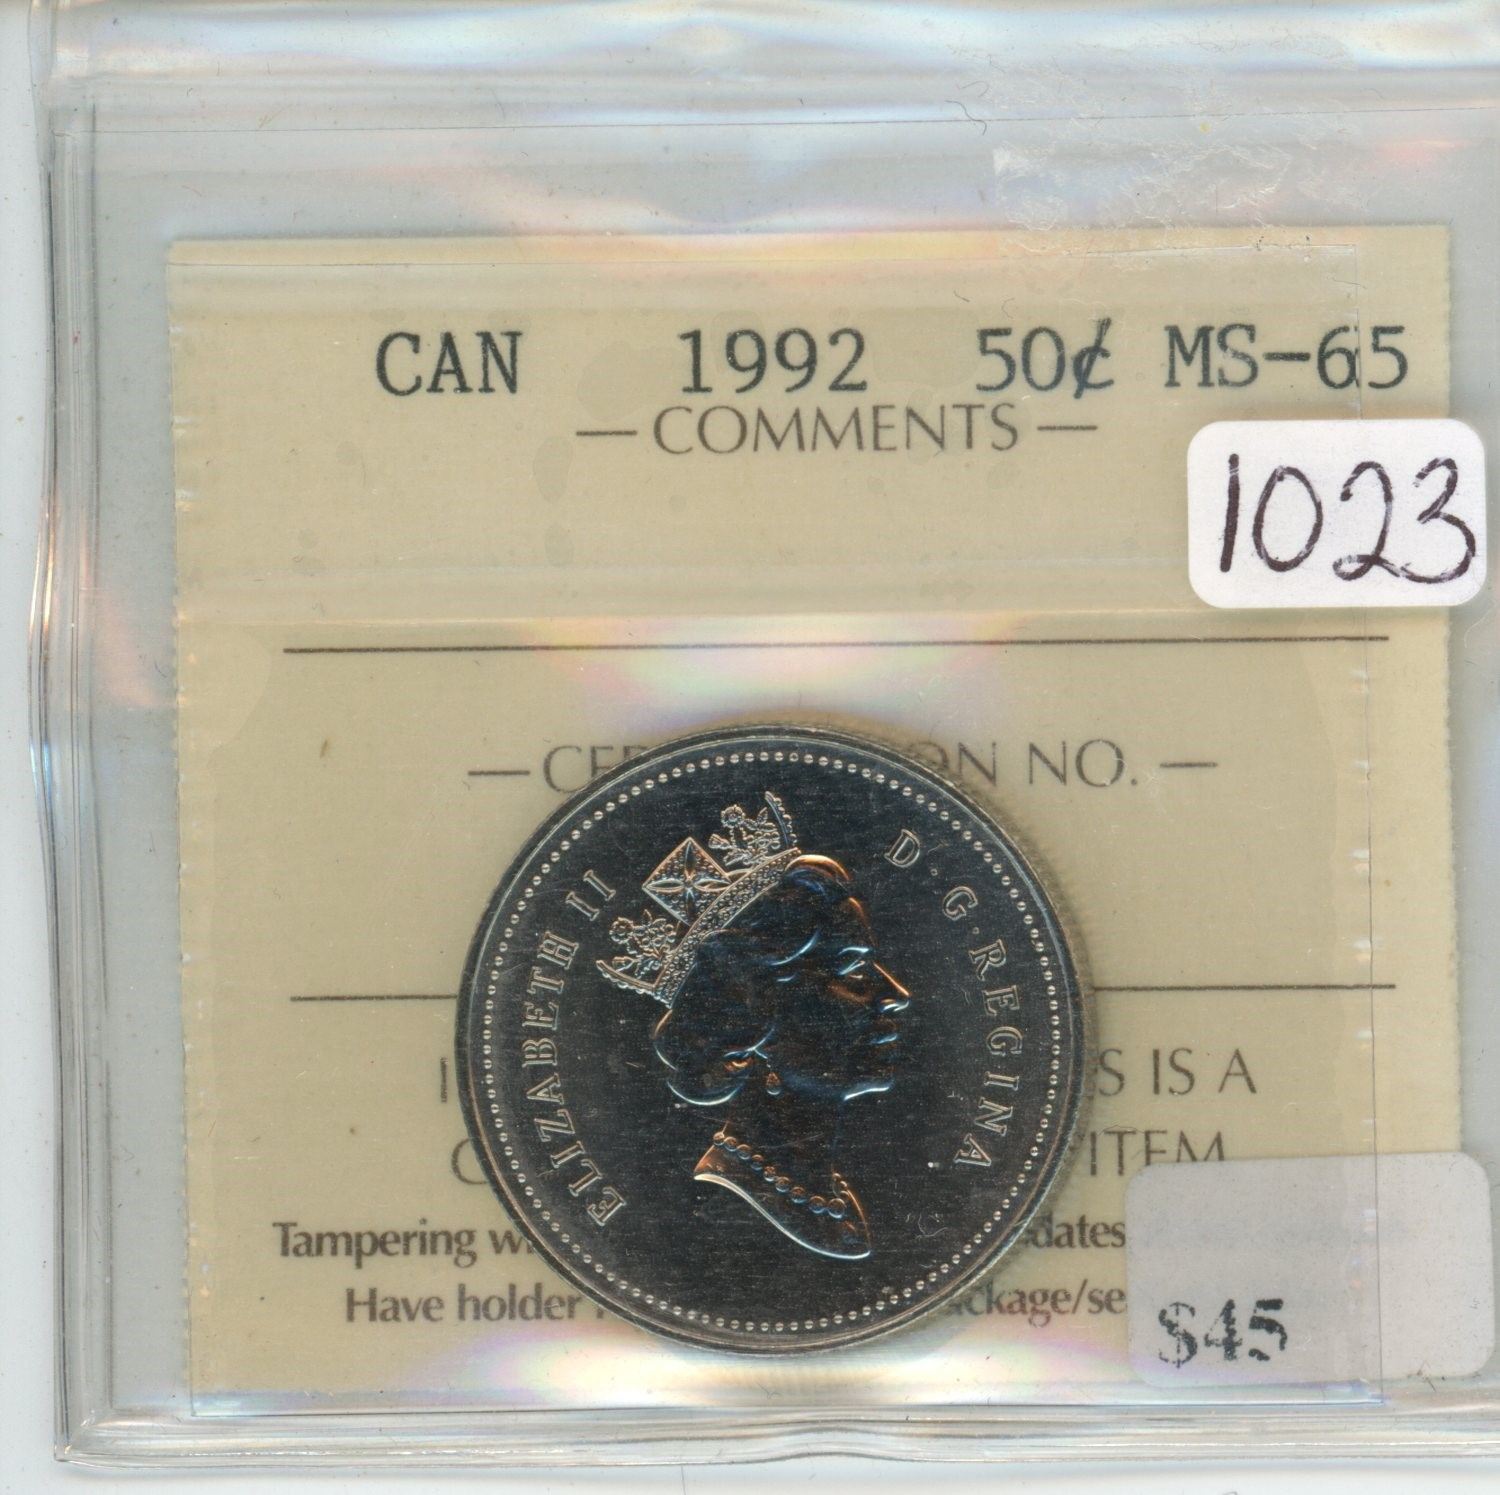 CAN 1992 50¢ MS-65
— COMMENTS —
1023
— CER ON NO. —
ELIZABETH II D·G·REGINA
S IS A
ITEM
Tampering dates
Have holder package/se
$45